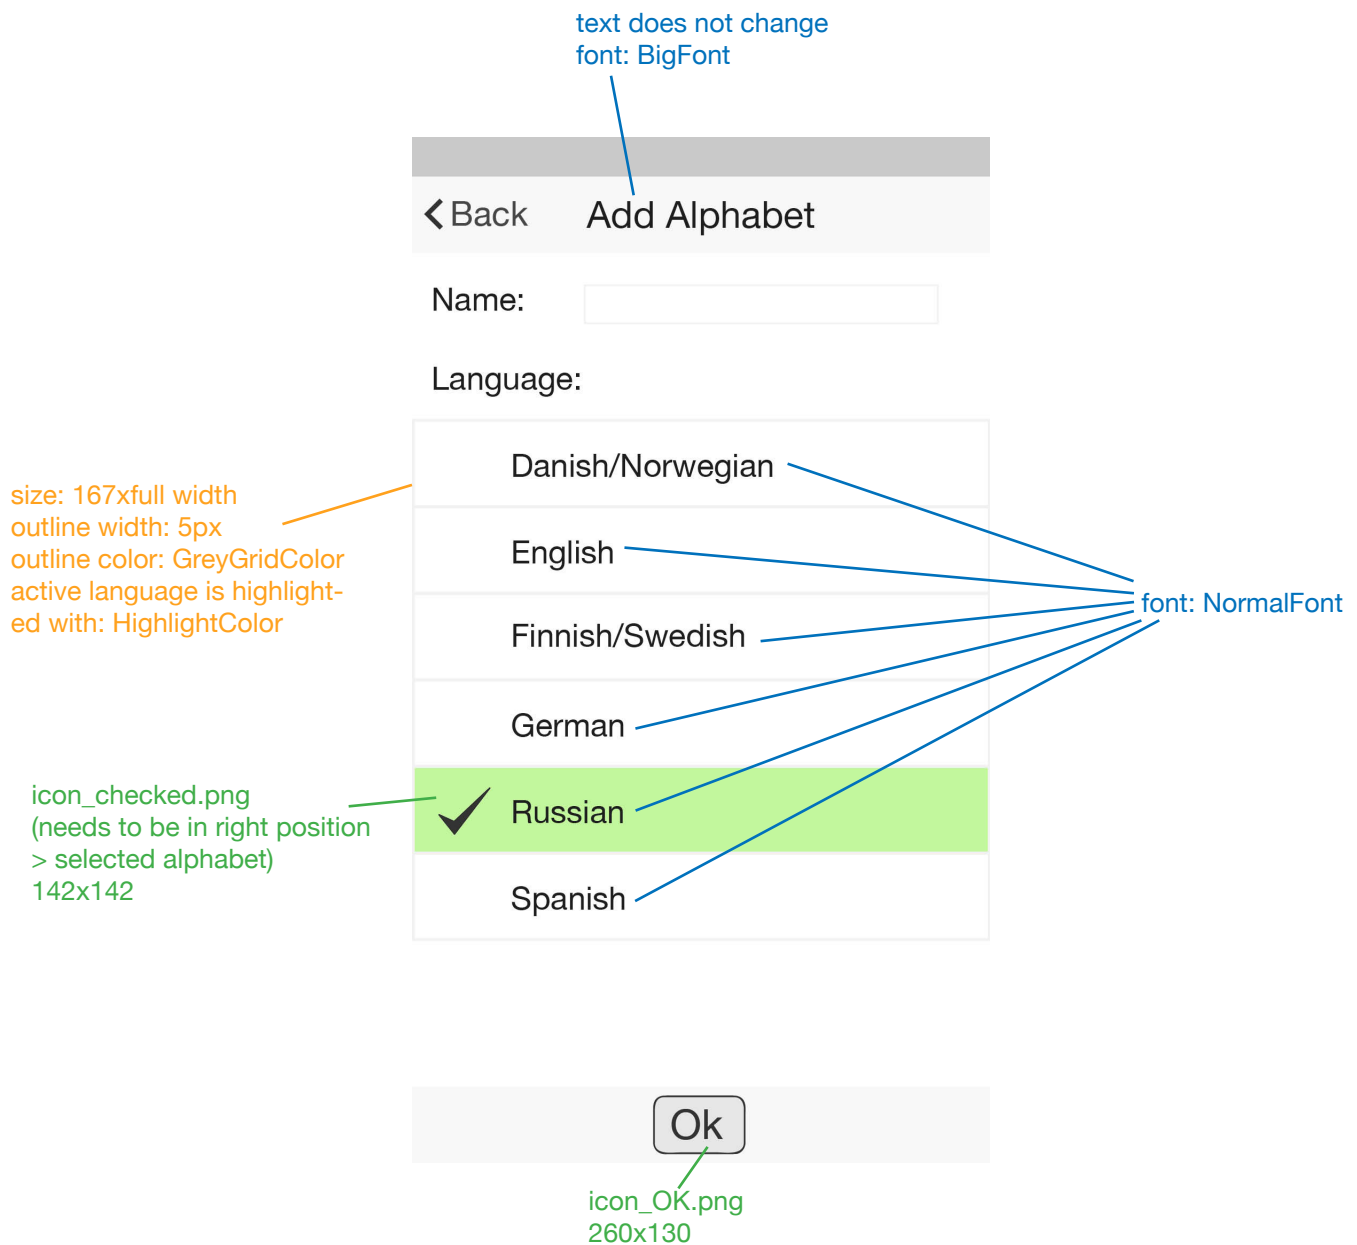 text does not change
font: BigFont
Back
Add Alphabet
Name:
Language:
Danish/Norwegian
English
Finnish/Swedish
German
Russian
Spanish
size: 167xfull width
outline width: 5px
outline color: GreyGridColor
active language is highlight-
ed with: HighlightColor
font: NormalFont
icon_checked.png
(needs to be in right position
> selected alphabet)
142x142
Ok
icon_OK.png
260x130